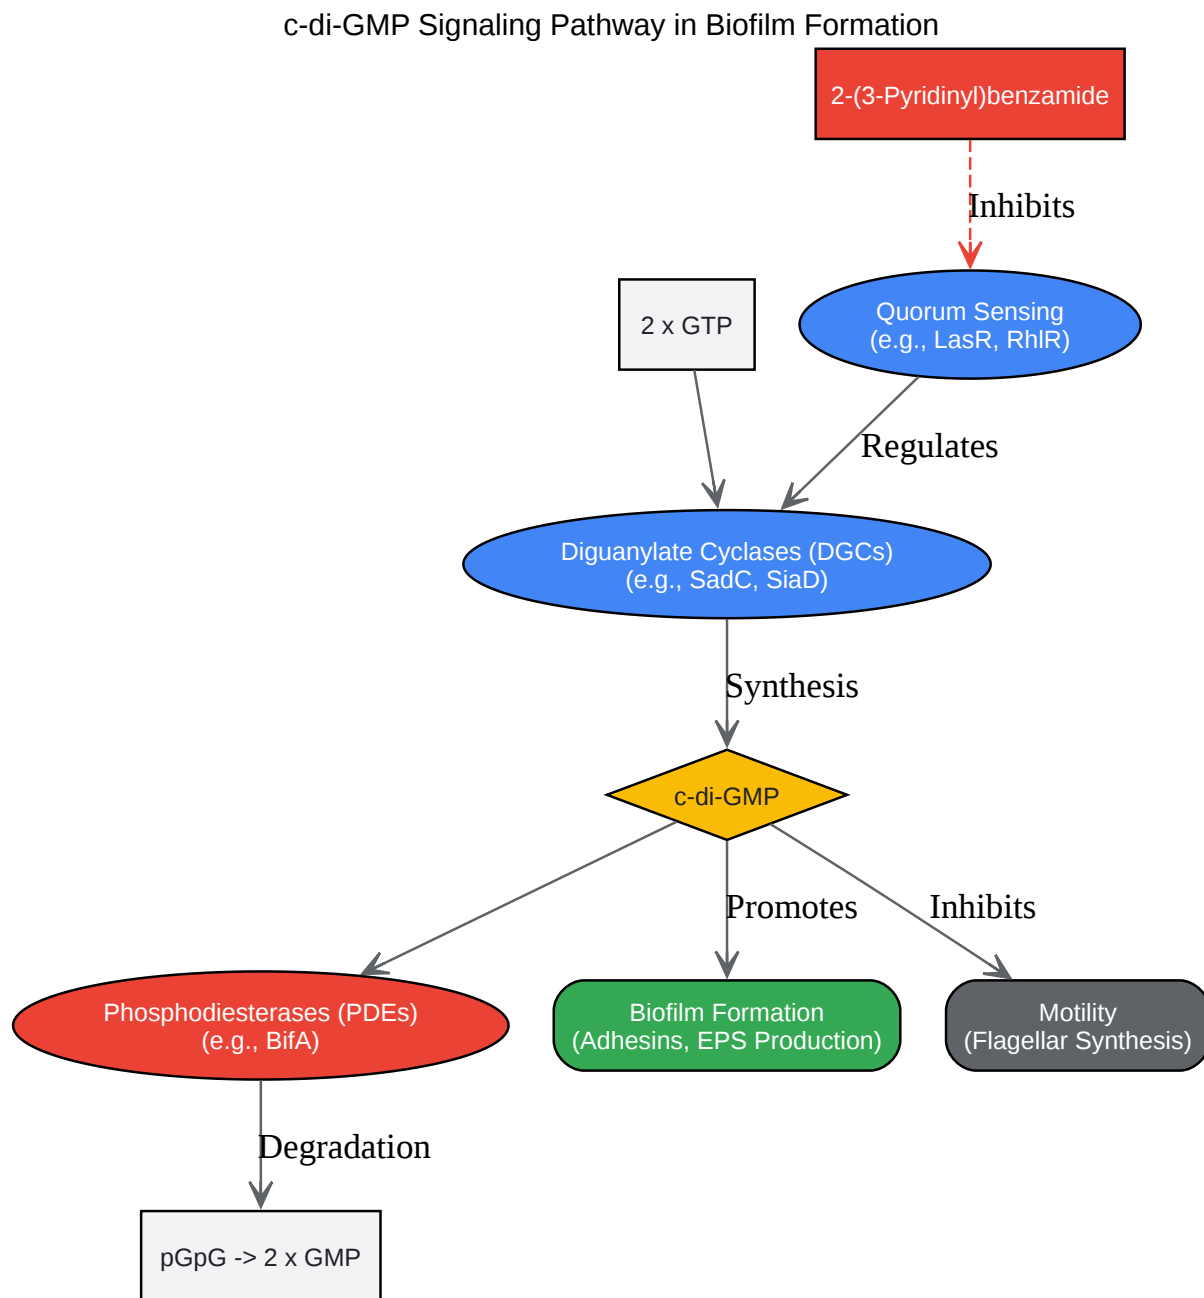 c-di-GMP Signaling Pathway in Biofilm Formation
2-(3-Pyridinyl)benzamide
Inhibits
2 x GTP
Quorum Sensing
(e.g., LasR, RhlR)
Regulates
Diguanylate Cyclases (DGCs)
(e.g., SadC, SiaD)
Synthesis
c-di-GMP
Promotes
Inhibits
Phosphodiesterases (PDEs)
(e.g., BifA)
Biofilm Formation
(Adhesins, EPS Production)
Motility
(Flagellar Synthesis)
Degradation
pGpG -> 2 x GMP